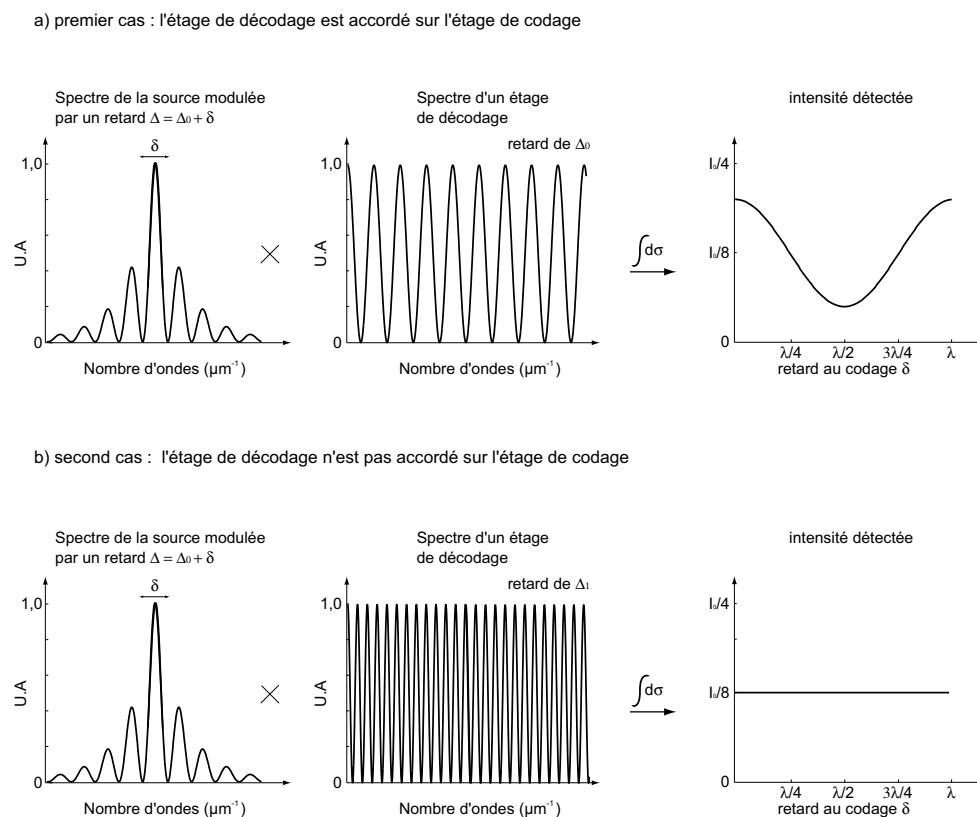 a) premier cas : l'étage de décodage est accordé sur l'étage de codage
Spectre de la source modulée
par un retard Δ = Δ₀ + δ
δ
1,0
U.A
0
Nombre d'ondes (µm⁻¹)
Spectre d'un étage
de décodage
retard de Δ₀
1,0
U.A
0
Nombre d'ondes (µm⁻¹)
∫dσ
intensité détectée
I₀/4
I₀/8
0
λ/4 λ/2 3λ/4 λ
retard au codage δ
b) second cas : l'étage de décodage n'est pas accordé sur l'étage de codage
Spectre de la source modulée
par un retard Δ = Δ₀ + δ
δ
1,0
U.A
0
Nombre d'ondes (µm⁻¹)
Spectre d'un étage
de décodage
retard de Δ₁
1,0
U.A
0
Nombre d'ondes (µm⁻¹)
∫dσ
intensité détectée
I₀/4
I₀/8
0
λ/4 λ/2 3λ/4 λ
retard au codage δ